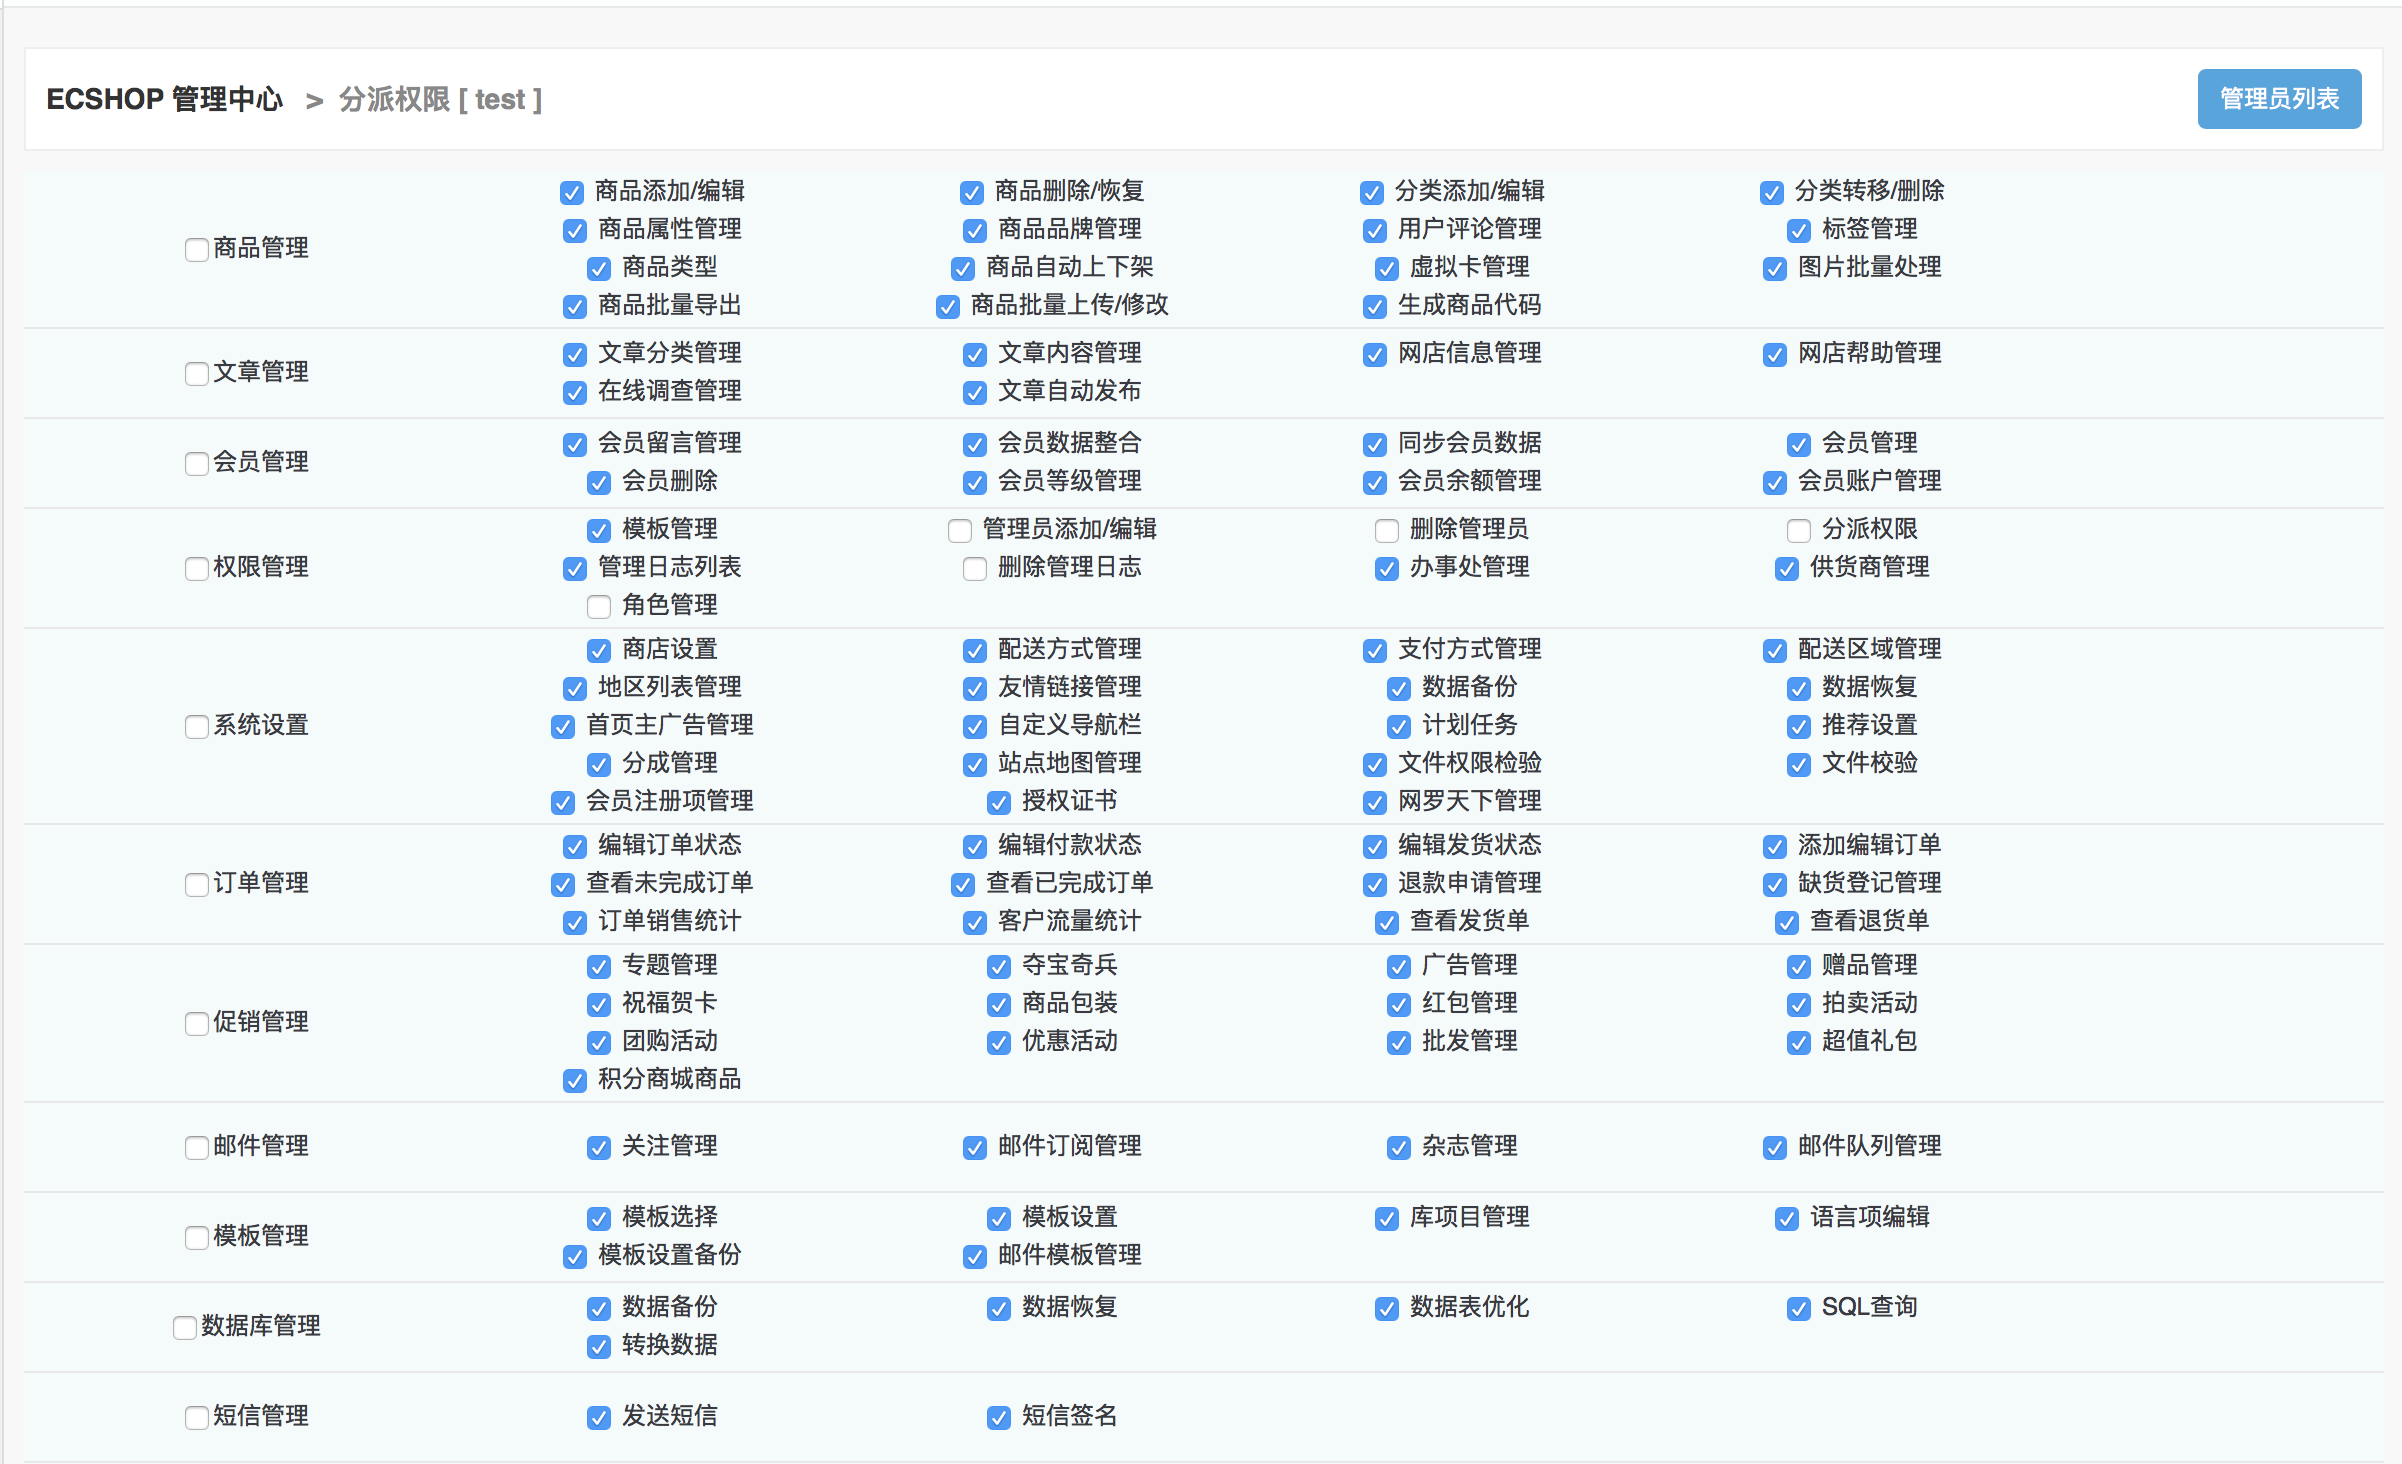 ECSHOP 管理中心 > 分派权限 [ test ] 管理员列表
商品添加/编辑 商品删除/恢复 分类添加/编辑 分类转移/删除
商品属性管理 商品品牌管理 用户评论管理 标签管理
商品管理
商品类型 商品自动上下架 虚拟卡管理 图片批量处理
商品批量导出 商品批量上传/修改 生成商品代码
文章分类管理 文章内容管理 网店信息管理 网店帮助管理
文章管理
在线调查管理 文章自动发布
会员留言管理 会员数据整合 同步会员数据 会员管理
会员管理
会员删除 会员等级管理 会员余额管理 会员账户管理
模板管理 管理员添加/编辑 删除管理员 分派权限
权限管理 管理日志列表 删除管理日志 办事处管理 供货商管理
角色管理
商店设置 配送方式管理 支付方式管理 配送区域管理
地区列表管理 友情链接管理 数据备份 数据恢复
系统设置 首页主广告管理 自定义导航栏 计划任务 推荐设置
分成管理 站点地图管理 文件权限检验 文件校验
会员注册项管理 授权证书 网罗天下管理
编辑订单状态 编辑付款状态 编辑发货状态 添加编辑订单
订单管理 查看未完成订单 查看已完成订单 退款申请管理 缺货登记管理
订单销售统计 客户流量统计 查看发货单 查看退货单
专题管理 夺宝奇兵 广告管理 赠品管理
祝福贺卡 商品包装 红包管理 拍卖活动
促销管理
团购活动 优惠活动 批发管理 超值礼包
积分商城商品
邮件管理 关注管理 邮件订阅管理 杂志管理 邮件队列管理
模板选择 模板设置 库项目管理 语言项编辑
模板管理
模板设置备份 邮件模板管理
数据备份 数据恢复 数据表优化 SQL查询
数据库管理
转换数据
短信管理 发送短信 短信签名